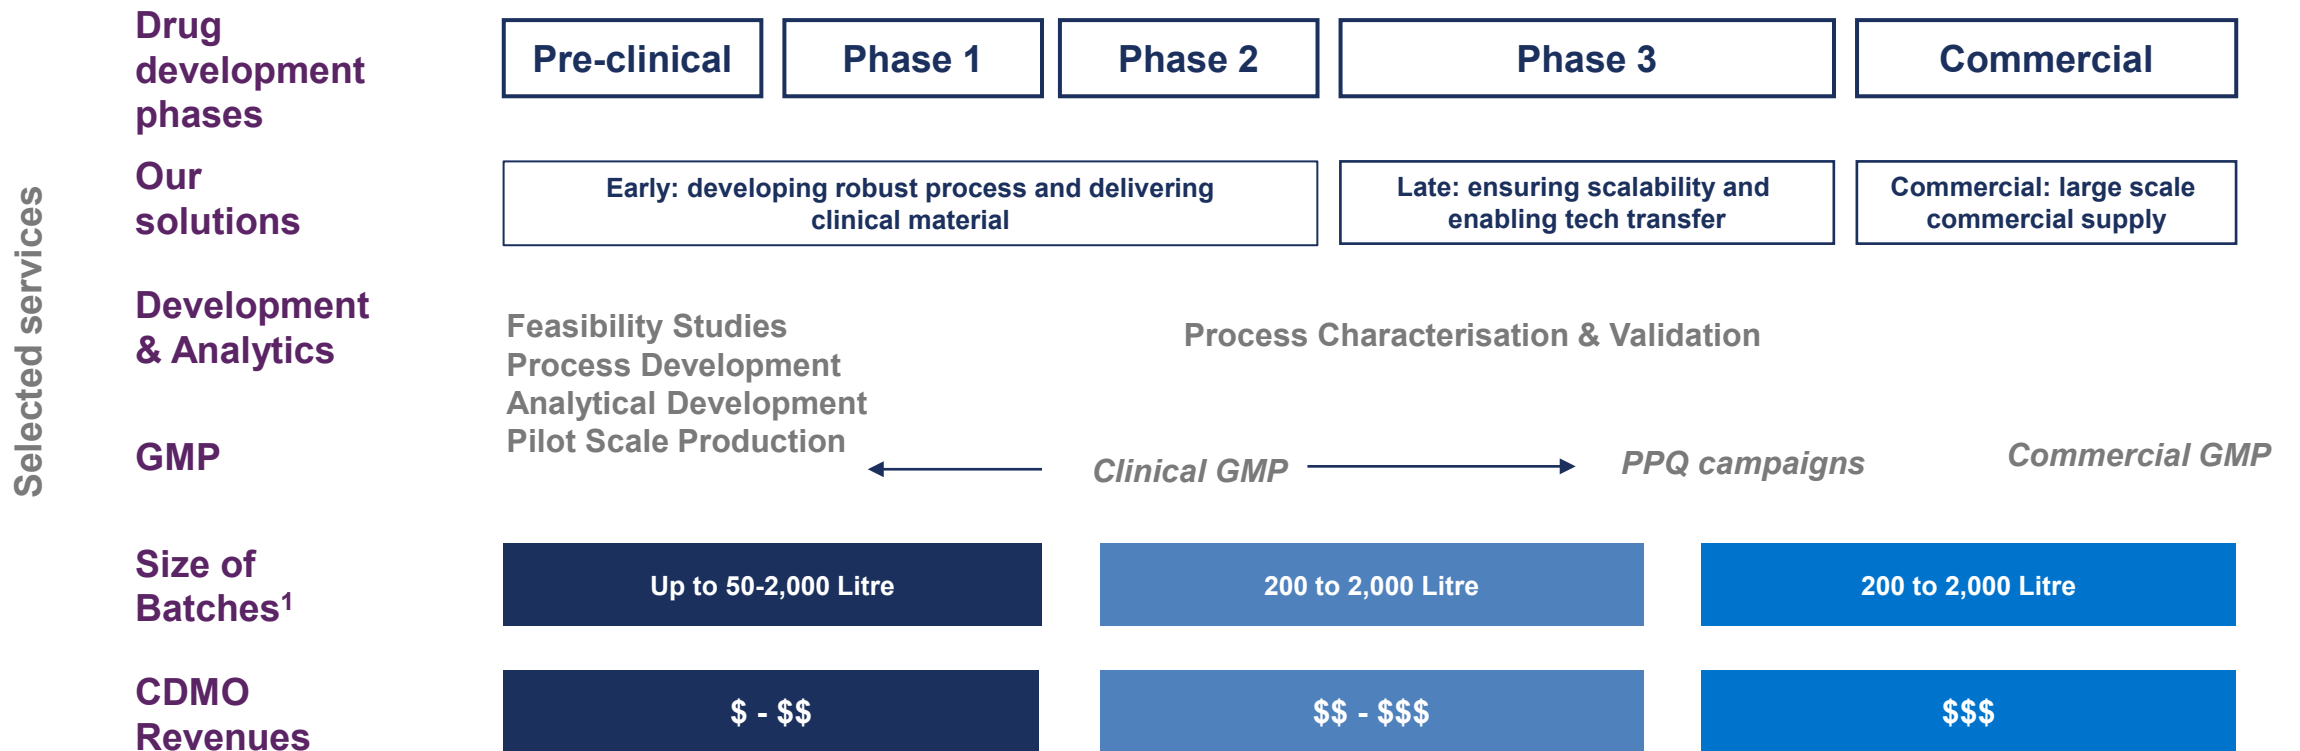 Selected services
Drug
development
phases
Pre-clinical
Phase 1
Phase 2
Phase 3
Commercial
Our
solutions
Early: developing robust process and delivering
clinical material
Late: ensuring scalability and
enabling tech transfer
Commercial: large scale
commercial supply
Development
& Analytics
Feasibility Studies
Process Development
Analytical Development
Pilot Scale Production
Process Characterisation & Validation
GMP
Clinical GMP
PPQ campaigns
Commercial GMP
Size of
Batches¹
Up to 50-2,000 Litre
200 to 2,000 Litre
200 to 2,000 Litre
CDMO
Revenues
$ - $$
$$ - $$$
$$$